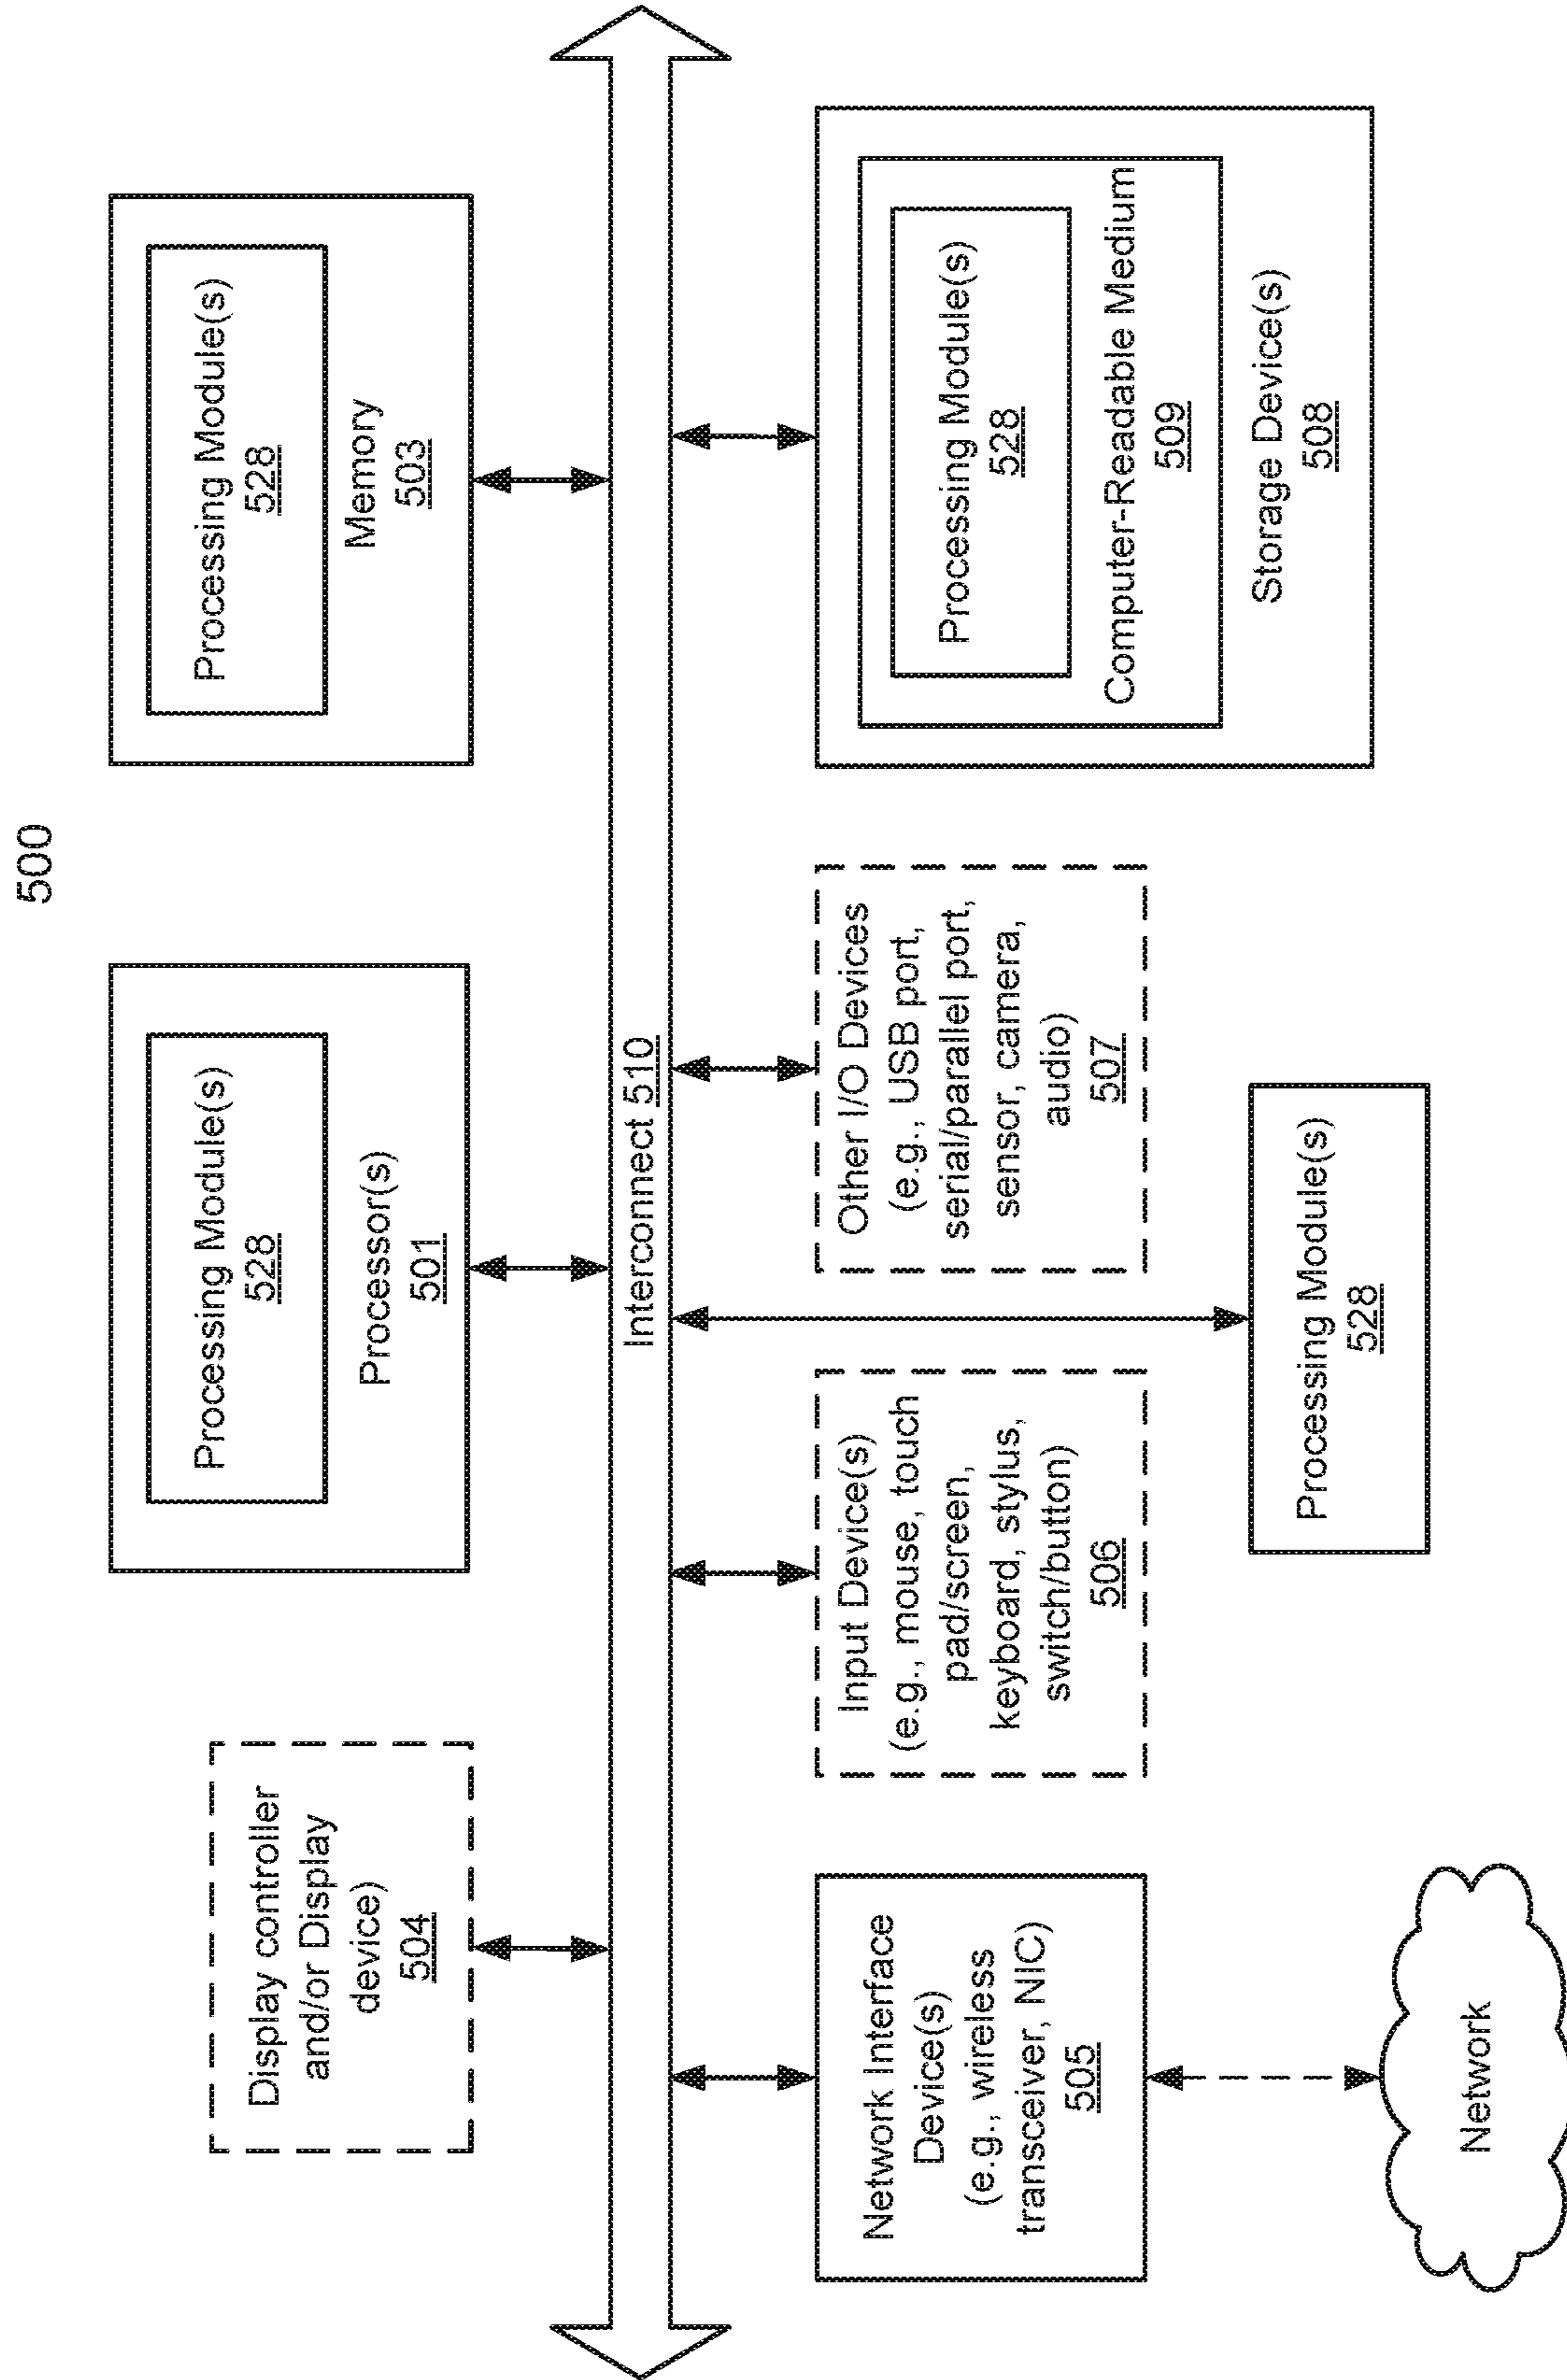 500
Display controller
and/or Display
device)
504
Processing Module(s)
528
Processor(s)
501
Processing Module(s)
528
Memory
503
Interconnect 510
Network Interface
Device(s)
(e.g., wireless
transceiver, NIC)
505
Input Device(s)
(e.g., mouse, touch
pad/screen,
keyboard, stylus,
switch/button)
506
Other I/O Devices
(e.g., USB port,
serial/parallel port,
sensor, camera,
audio)
507
Processing Module(s)
528
Computer-Readable Medium
509
Storage Device(s)
508
Processing Module(s)
528
Network